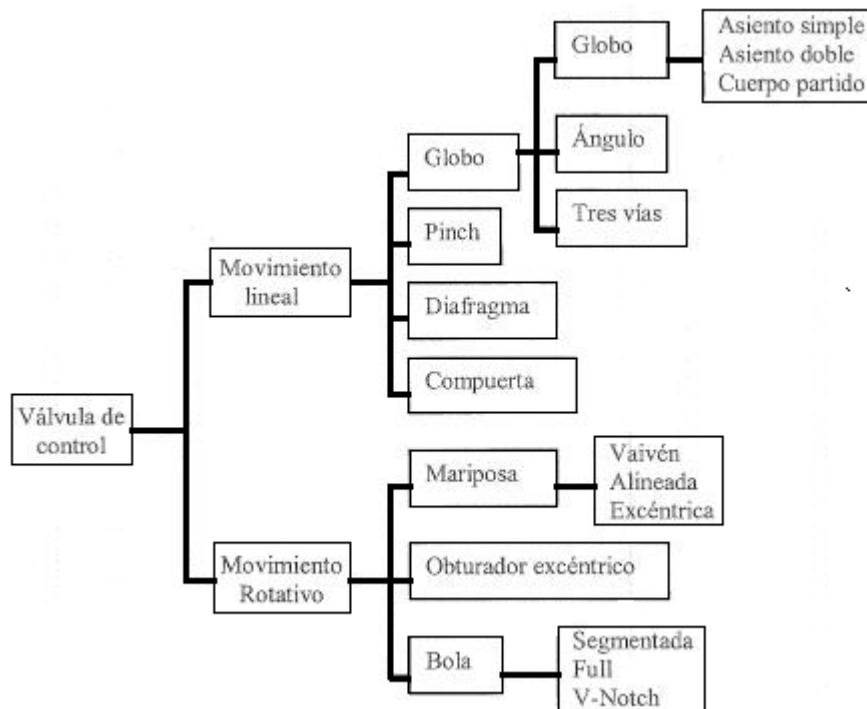 Válvula de
control
Movimiento
lineal
Globo
Globo
Asiento simple
Asiento doble
Cuerpo partido
Ángulo
Tres vías
Pinch
Diafragma
Compuerta
Movimiento
Rotativo
Mariposa
Vaivén
Alineada
Excéntrica
Obturador excéntrico
Bola
Segmentada
Full
V-Notch